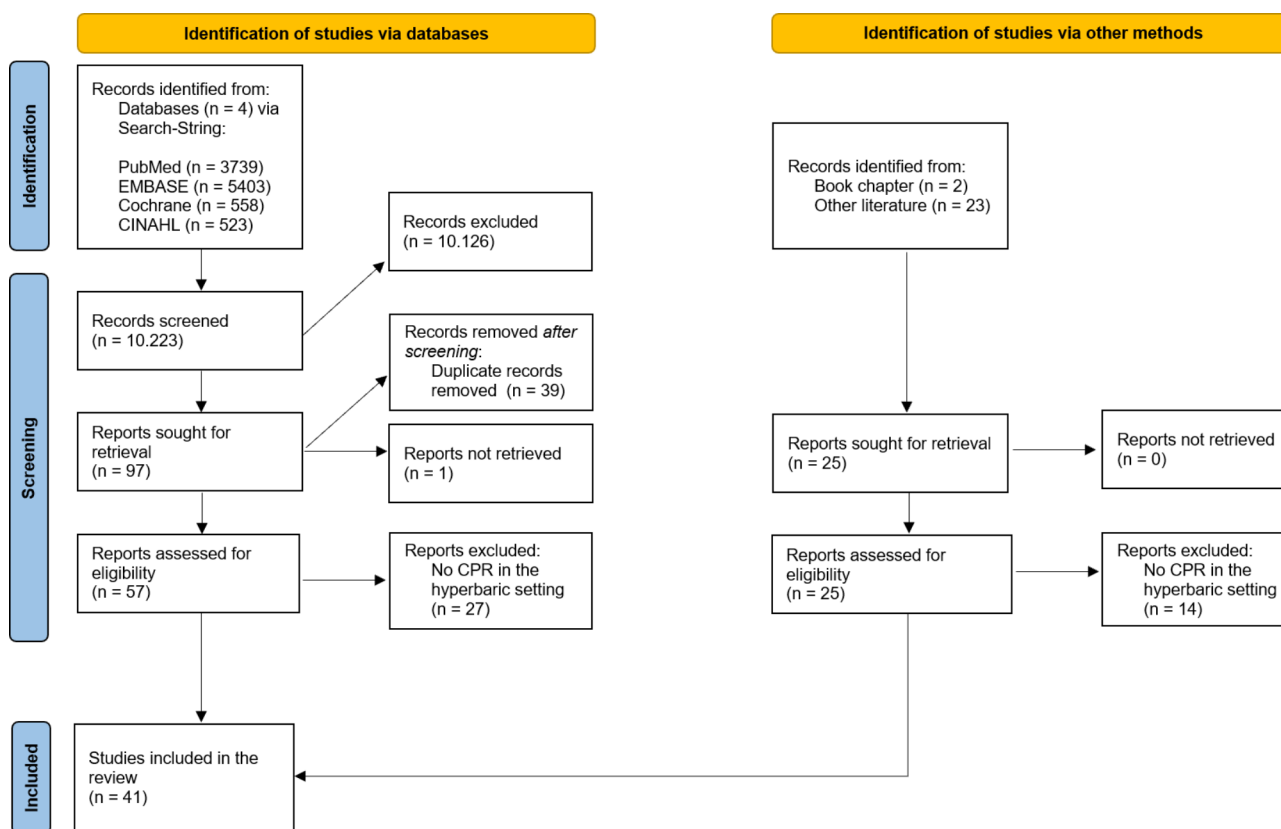 Identification of studies via databases
Identification of studies via other methods
Identification
Records identified from:
Databases (n = 4) via
Search-String:
PubMed (n = 3739)
EMBASE (n = 5403)
Cochrane (n = 558)
CINAHL (n = 523)
Records excluded
(n = 10.126)
Records identified from:
Book chapter (n = 2)
Other literature (n = 23)
Screening
Records screened
(n = 10.223)
Records removed after
screening:
Duplicate records
removed (n = 39)
Reports sought for
retrieval
(n = 97)
Reports not retrieved
(n = 1)
Reports sought for retrieval
(n = 25)
Reports not retrieved
(n = 0)
Reports assessed for
eligibility
(n = 57)
Reports excluded:
No CPR in the
hyperbaric setting
(n = 27)
Reports assessed for
eligibility
(n = 25)
Reports excluded:
No CPR in the
hyperbaric setting
(n = 14)
Included
Studies included in the
review
(n = 41)